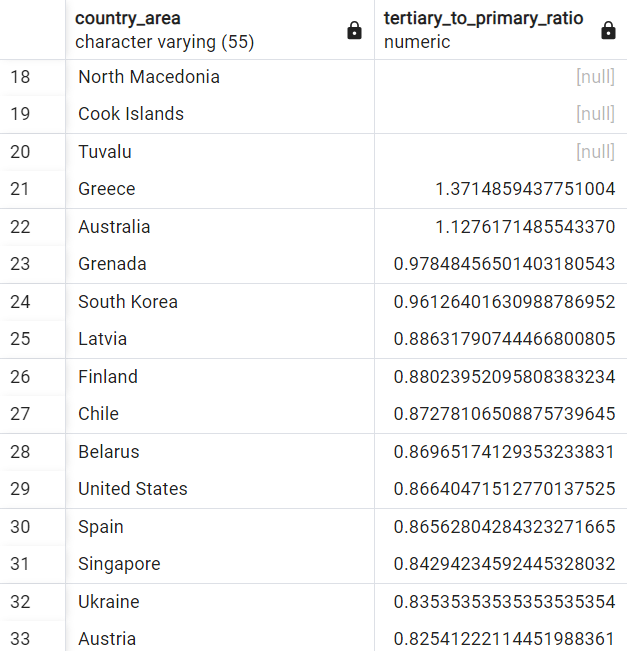 country_area tertiary_to_primary_ratio
character varying (55) numeric
18 North Macedonia [null]
19 Cook Islands [null]
20 Tuvalu [null]
21 Greece 1.3714859437751004
22 Australia 1.1276171485543370
23 Grenada 0.97848456501403180543
24 South Korea 0.96126401630988786952
25 Latvia 0.88631790744466800805
26 Finland 0.88023952095808383234
27 Chile 0.87278106508875739645
28 Belarus 0.86965174129353233831
29 United States 0.86640471512770137525
30 Spain 0.86562804284323271665
31 Singapore 0.84294234592445328032
32 Ukraine 0.83535353535353535354
33 Austria 0.82541222114451988361